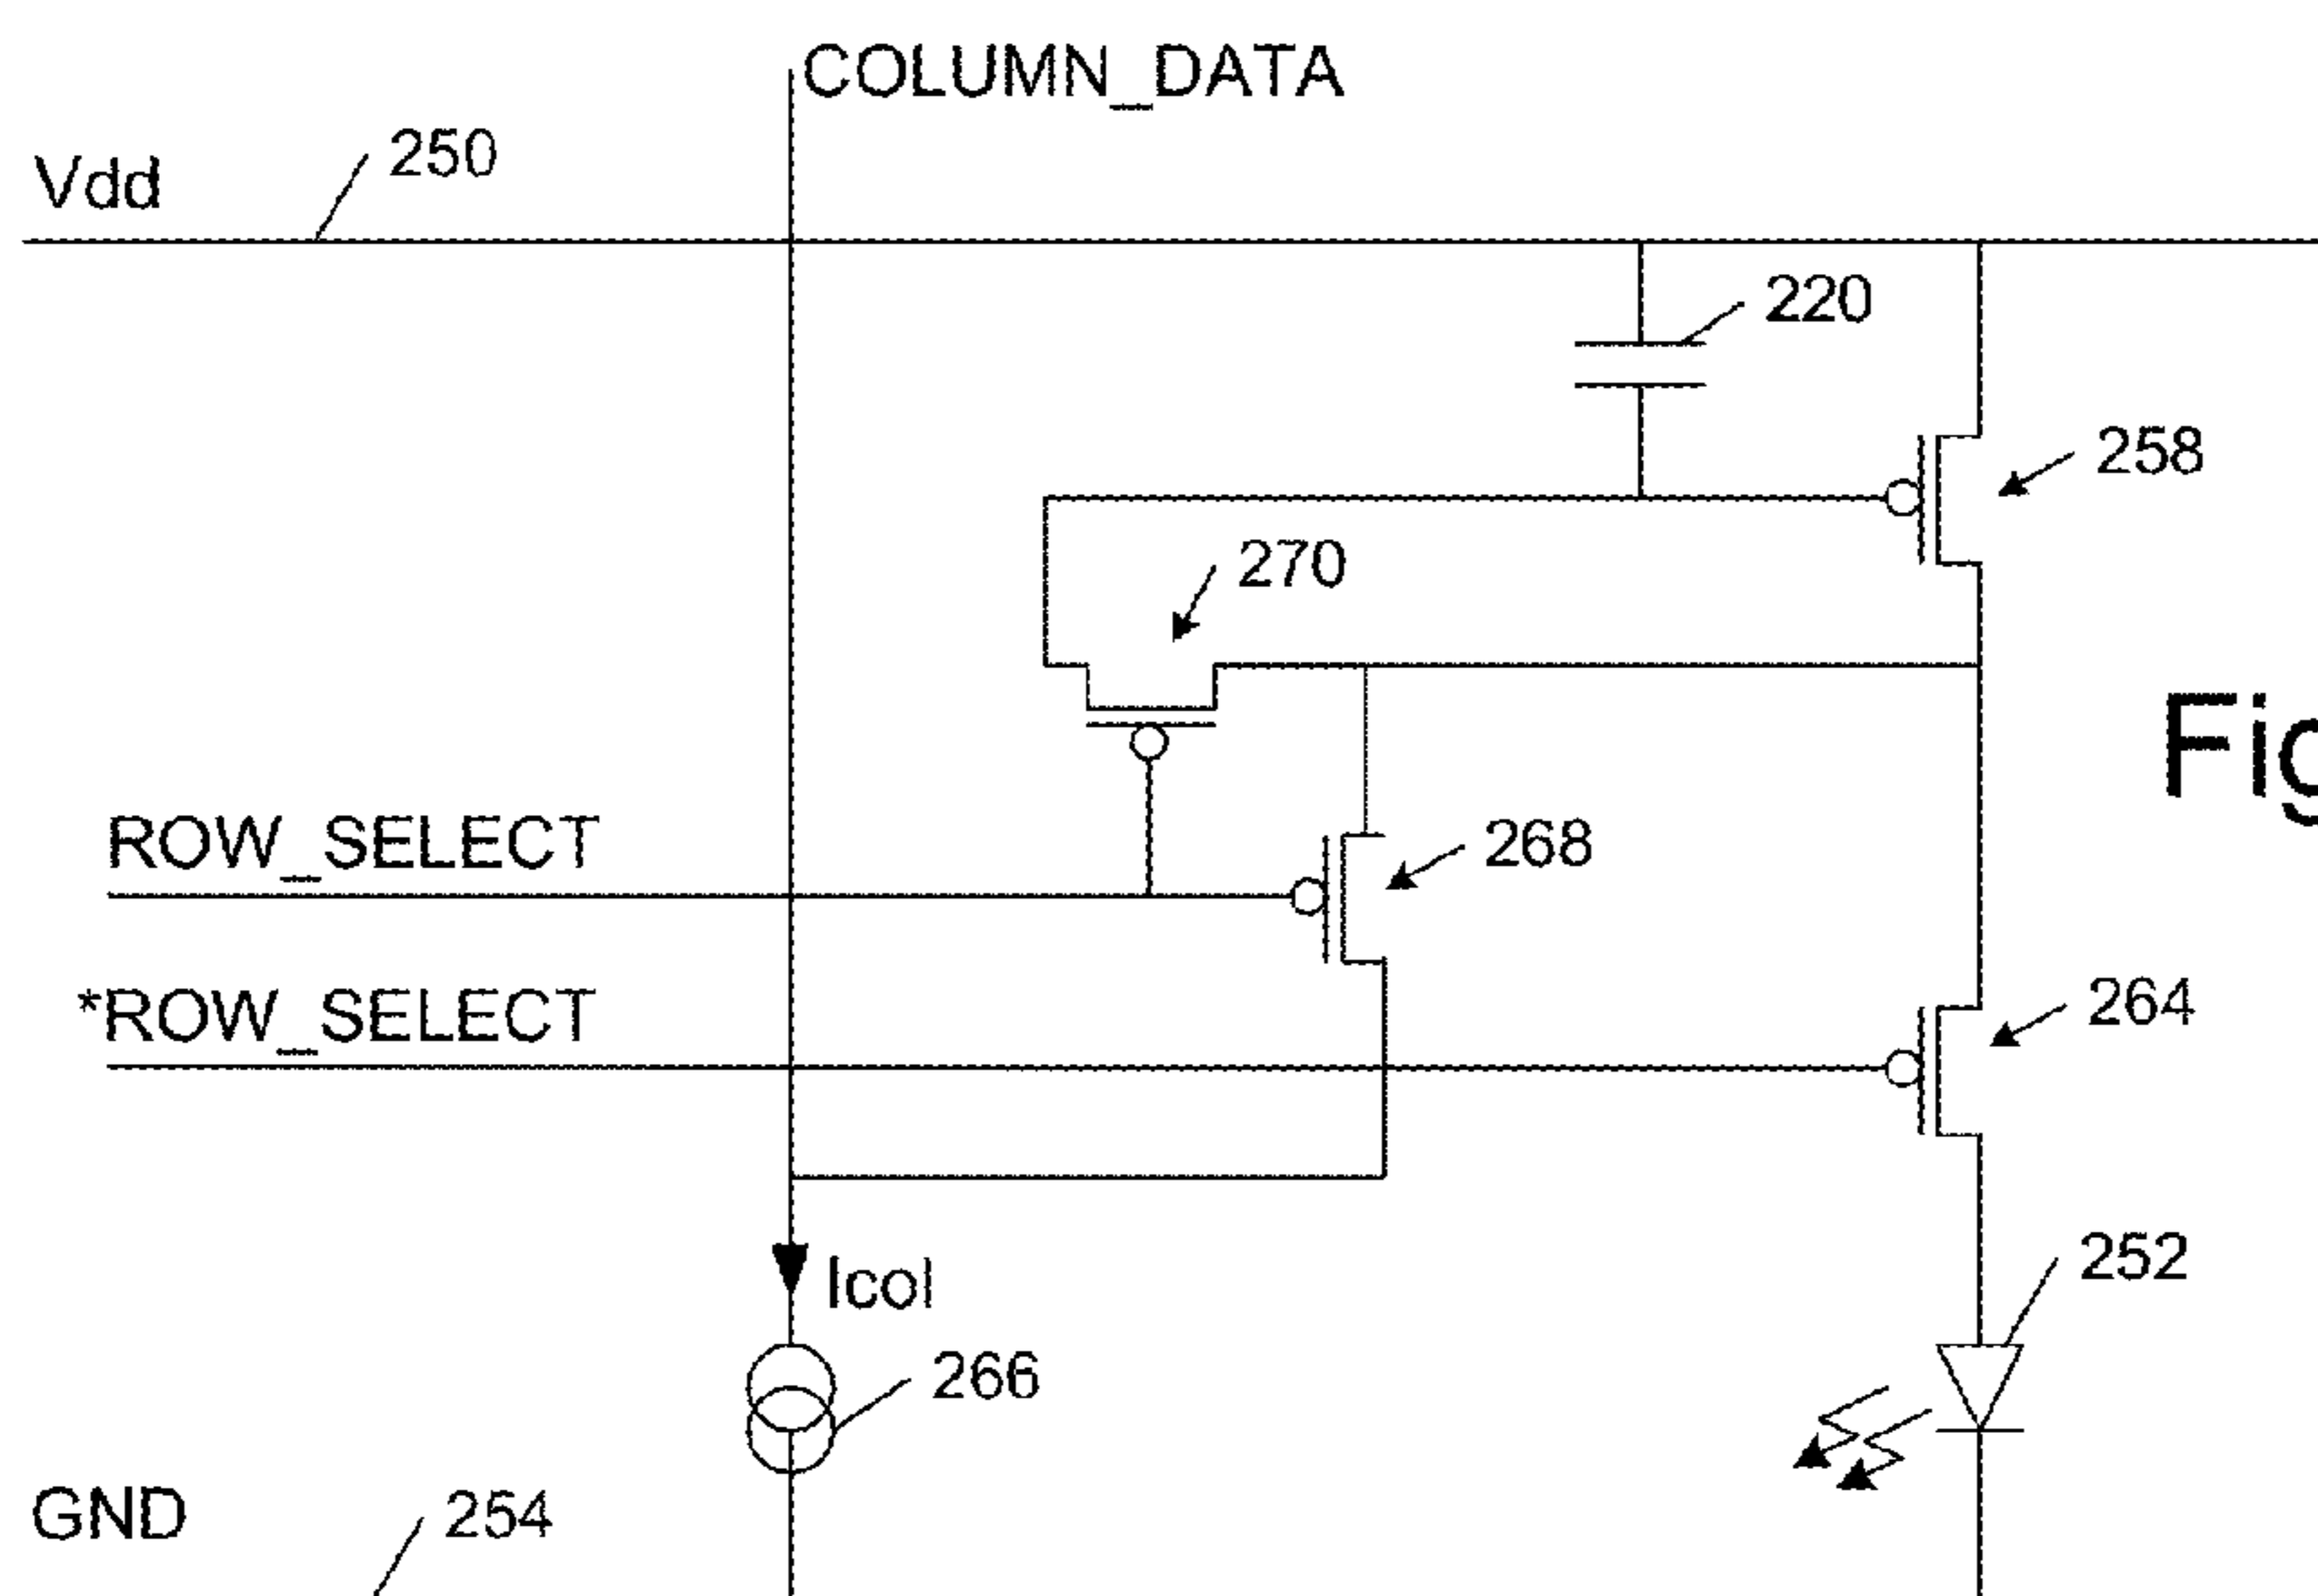 COLUMN_DATA
250
Vdd
220
258
270
Fig
ROW_SELECT
268
*ROW_SELECT
264
252
Icol
266
GND
254